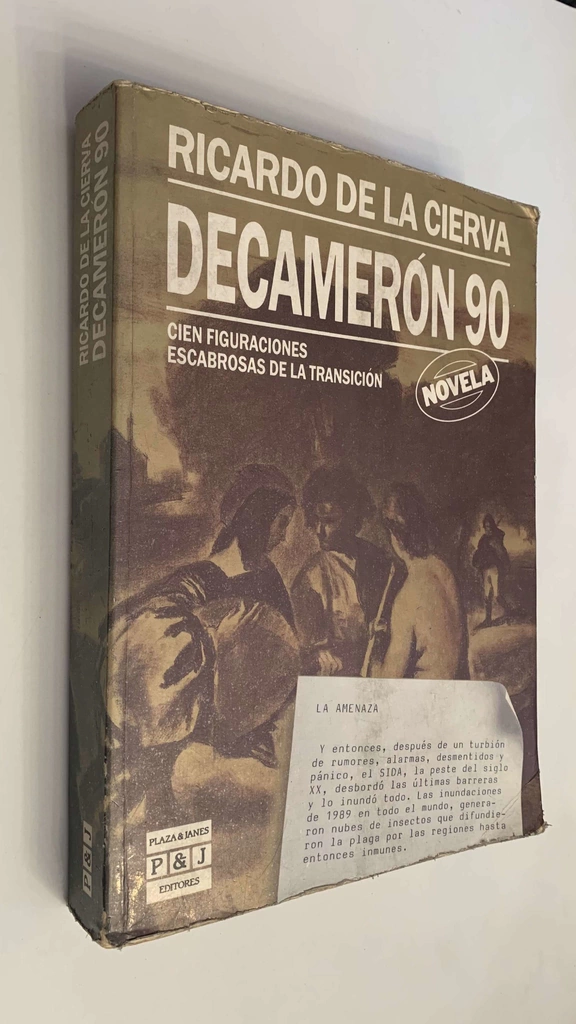 RICARDO DE LA CIERVA
DECAMERÓN 90
P&J
RICARDO DE LA CIERVA
DECAMERÓN 90
CIEN FIGURACIONES
ESCABROSAS DE LA TRANSICIÓN
NOVELA
LA AMENAZA
Y entonces, después de un turbión
de rumores, alarmas, desmentidos y
pánico, el SIDA, la peste del siglo
XX, desbordó las últimas barreras
y lo inundó todo. Las inundaciones
de 1989 en todo el mundo, genera-
ron nubes de insectos que difundie-
ron la plaga por las regiones hasta
entonces inmunes.
PLAZA & JANES
P & J
EDITORES